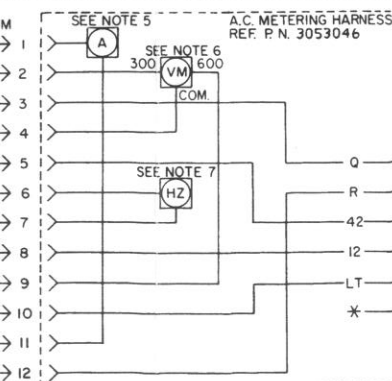 M
SEE NOTE 5
A.C. METERING HARNESS
REF. P. N. 3053046
1
A
SEE NOTE 6
2
300
VM
600
3
COM.
4
5
Q
SEE NOTE 7
6
HZ
R
7
42
8
12
9
LT
10
*
11
12